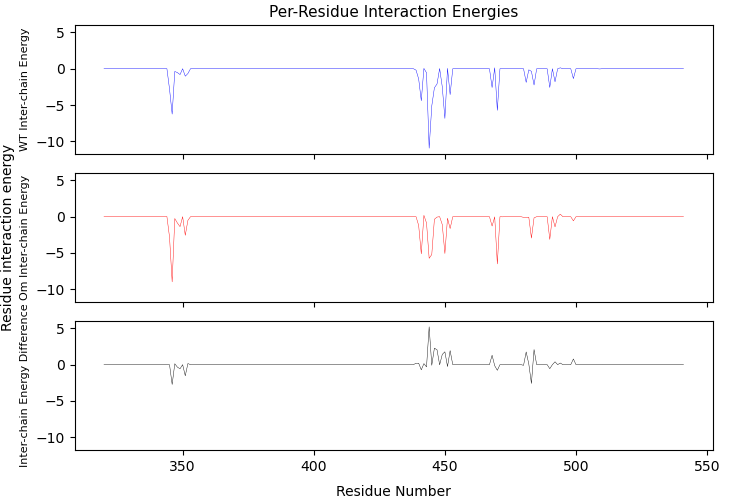 Per-Residue Interaction Energies
WT Inter-chain Energy
5
0
−5
−10
Residue interaction energy
Om Inter-chain Energy
5
0
−5
−10
Inter-chain Energy Difference
5
0
−5
−10
350
400
450
500
550
Residue Number